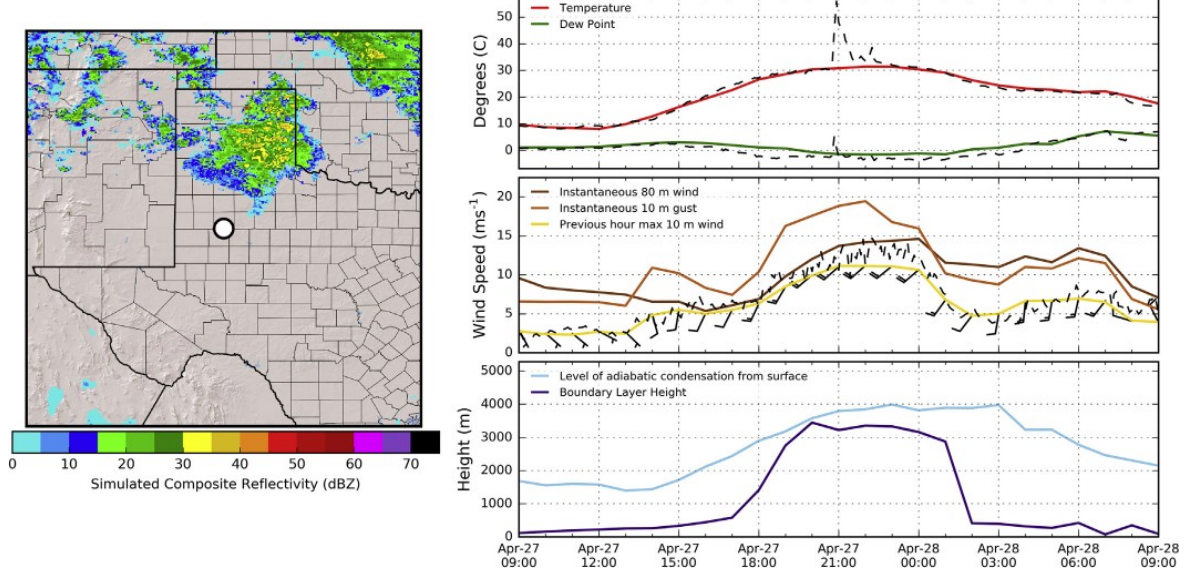 0 10 20 30 40 50 60 70
Simulated Composite Reflectivity (dBZ)
Degrees (C)
50
40
30
20
10
0
Temperature
Dew Point
Wind Speed (ms⁻¹)
20
15
10
5
0
Instantaneous 80 m wind
Instantaneous 10 m gust
Previous hour max 10 m wind
Height (m)
5000
4000
3000
2000
1000
0
Level of adiabatic condensation from surface
Boundary Layer Height
Apr-27 Apr-27 Apr-27 Apr-27 Apr-27 Apr-28 Apr-28 Apr-28 Apr-28
09:00 12:00 15:00 18:00 21:00 00:00 03:00 06:00 09:00